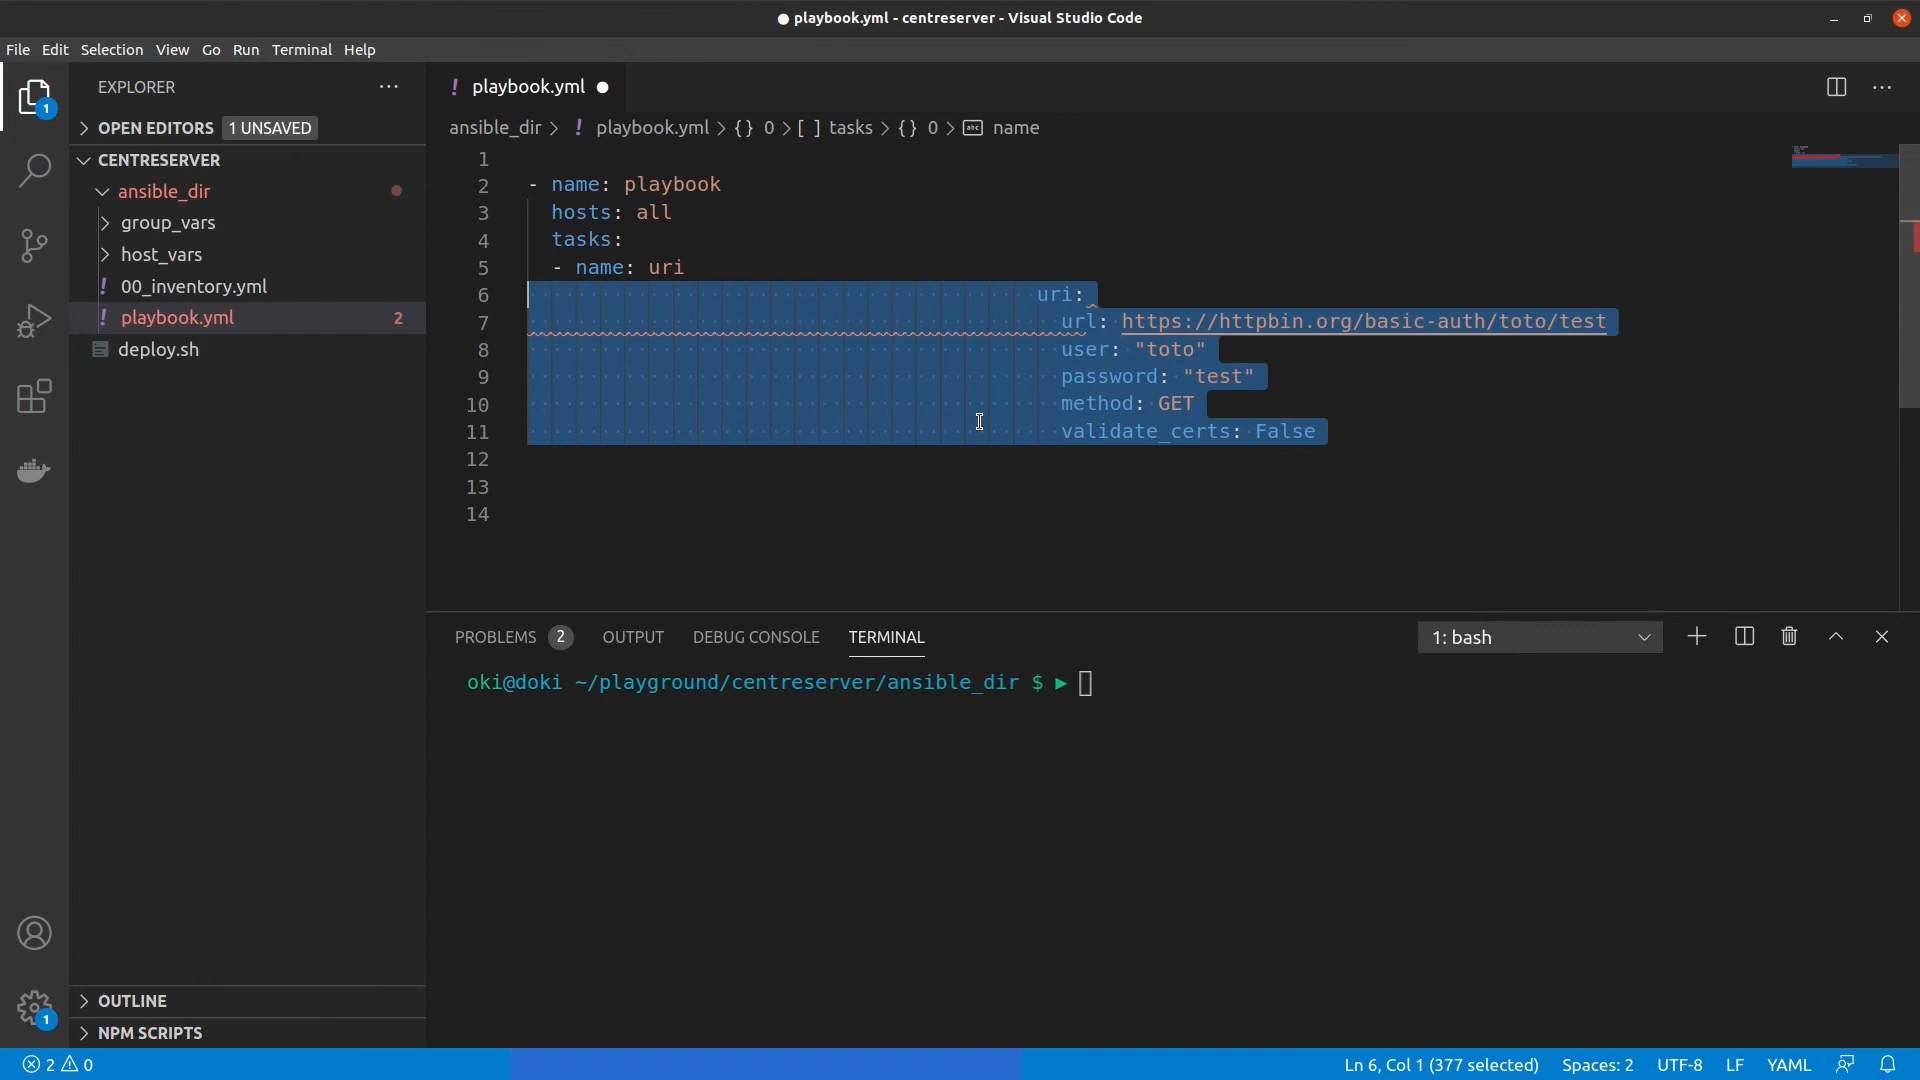 playbook.yml - centreserver - Visual Studio Code
File Edit Selection View Go Run Terminal Help
EXPLORER
OPEN EDITORS 1 UNSAVED
CENTRESERVER
ansible_dir
group_vars
host_vars
00_inventory.yml
playbook.yml 2
deploy.sh
OUTLINE
NPM SCRIPTS
1
1
playbook.yml
ansible_dir > ! playbook.yml > {} 0 > [ ] tasks > {} 0 > abc name
1
2 - name: playbook
3 hosts: all
4 tasks:
5 - name: uri
6 uri:
7 url: https://httpbin.org/basic-auth/toto/test
8 user: "toto"
9 password: "test"
10 method: GET
11 validate_certs: False
12
13
14
PROBLEMS 2 OUTPUT DEBUG CONSOLE TERMINAL 1: bash
oki@doki ~/playground/centreserver/ansible_dir $ ▶
2 0 Ln 6, Col 1 (377 selected) Spaces: 2 UTF-8 LF YAML